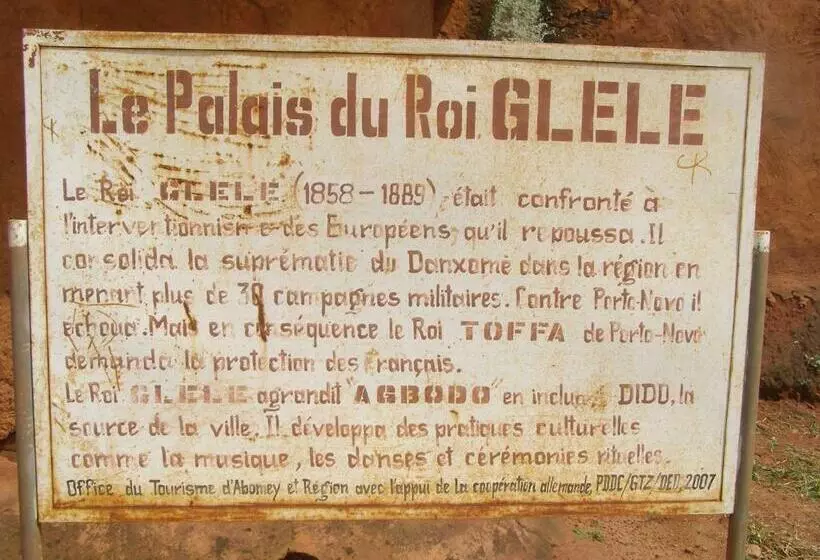 Le Palais du Roi GLELE
Le Roi GLELE (1858-1889) était confronté à
l'interventionnisme des Européens, qu'il repoussa. Il
consolida la suprématie du Danxomè dans la région en
menant plus de 30 campagnes militaires. Contre Porto-Novo il
échoua. Mais en conséquence le Roi TOFFA de Porto-Novo
demanda la protection des Français.
Le Roi GLELE agrandit "AGBODO" en incluant DIDO, la
source de la ville. Il développa des pratiques culturelles
comme la musique, les danses et cérémonies rituelles.
Office du Tourisme d'Abomey et Région avec l'appui de La coopération allemande, PDDC/GTZ/DED, 2007